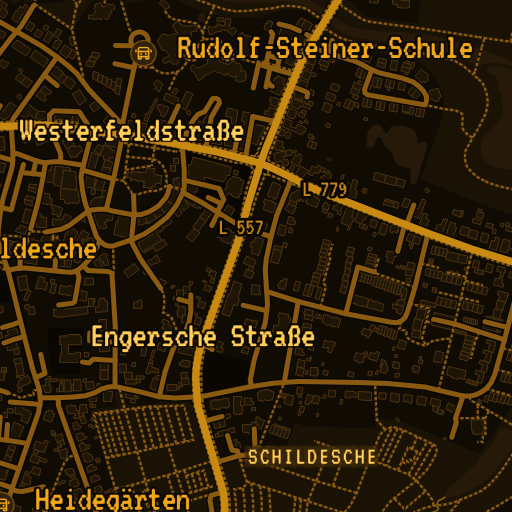 Rudolf-Steiner-Schule
Westerfeldstraße
L 779
L 557
ldesche
Engersche Straße
SCHILDESCHE
Heidegärten